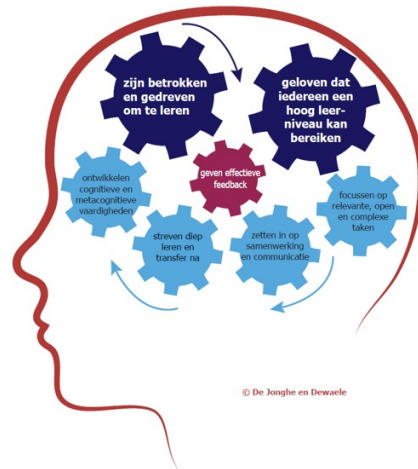 zijn betrokken
en gedreven
om te leren
geloven dat
iedereen een
hoog leer-
niveau kan
bereiken
geven effectieve
feedback
ontwikkelen
cognitieve en
metacognitieve
vaardigheden
streven diep
leren en
transfer na
zetten in op
samenwerking
en communicatie
focussen op
relevante, open
en complexe
taken
© De Jonghe en Dewaele